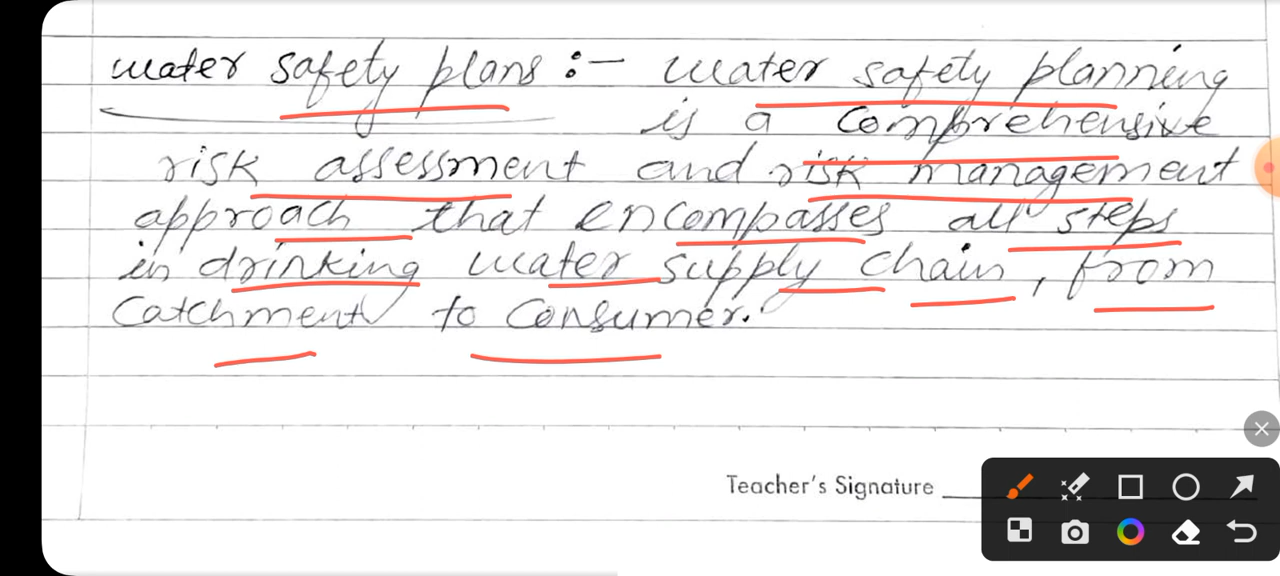 water safety plans :- water safety planning
is a comprehensive
risk assessment and risk management
approach that encompasses all steps
in drinking water supply chain, from
Catchment to Consumer.
Teacher's Signature